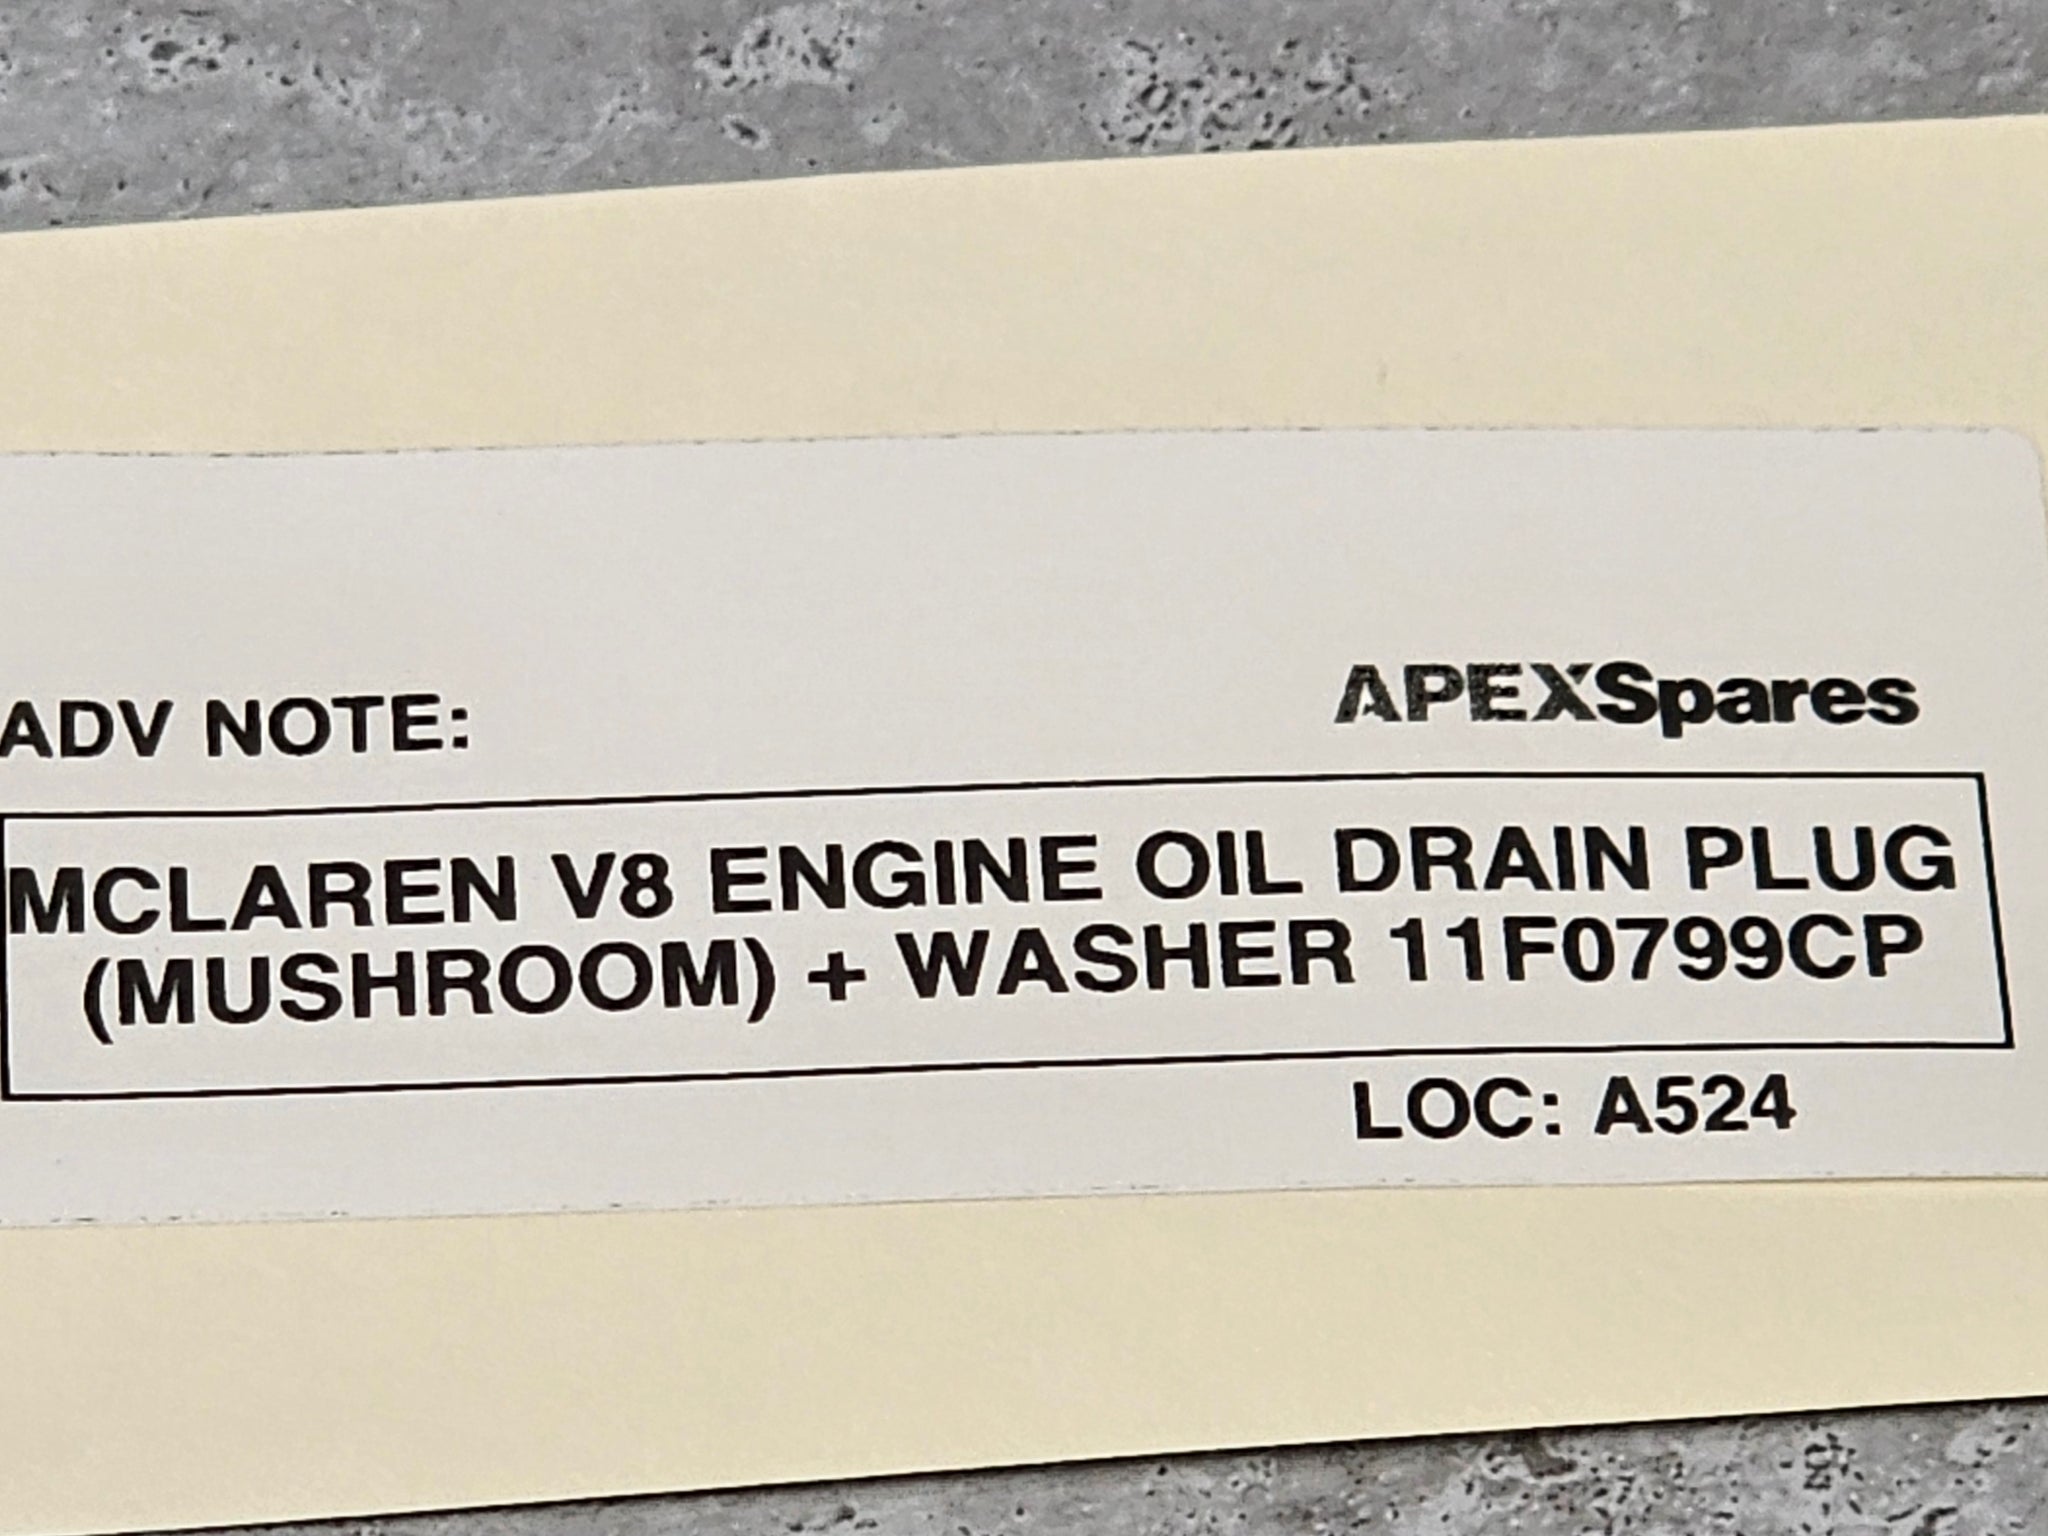 ADV NOTE:
APEXSpares
MCLAREN V8 ENGINE OIL DRAIN PLUG
(MUSHROOM) + WASHER 11F0799CP
LOC: A524